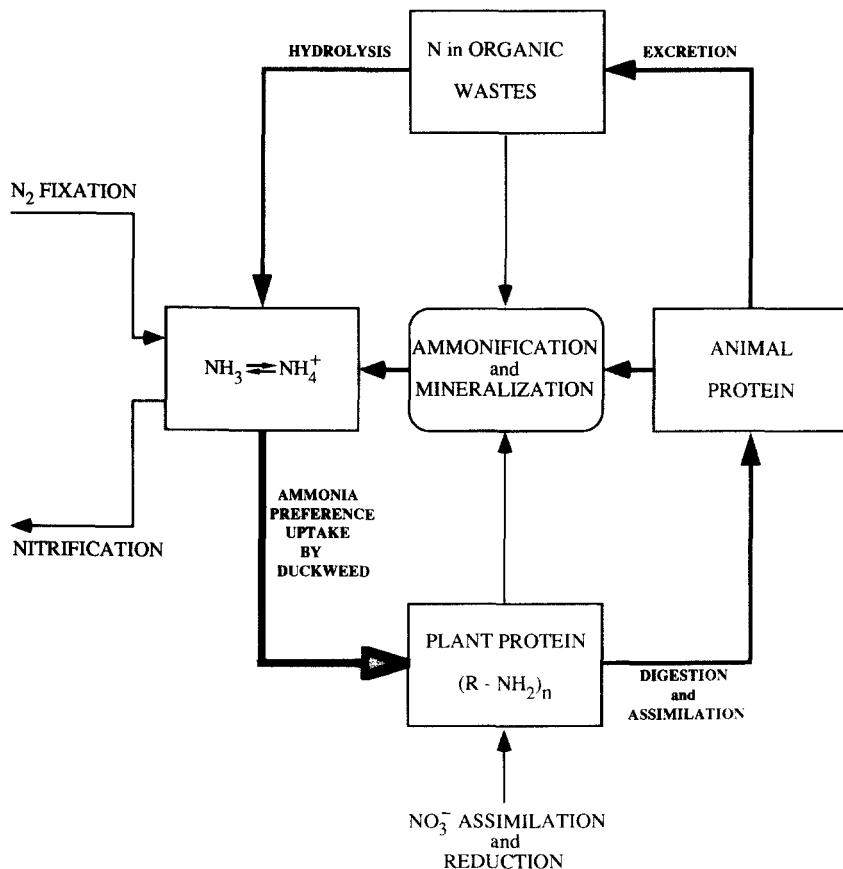 HYDROLYSIS
N in ORGANIC
WASTES
EXCRETION
N₂ FIXATION
NH₃ ⇌ NH₄⁺
AMMONIFICATION
and
MINERALIZATION
ANIMAL
PROTEIN
NITRIFICATION
AMMONIA
PREFERENCE
UPTAKE
BY
DUCKWEED
PLANT PROTEIN
(R - NH₂)ₙ
DIGESTION
and
ASSIMILATION
NO₃⁻ ASSIMILATION
and
REDUCTION